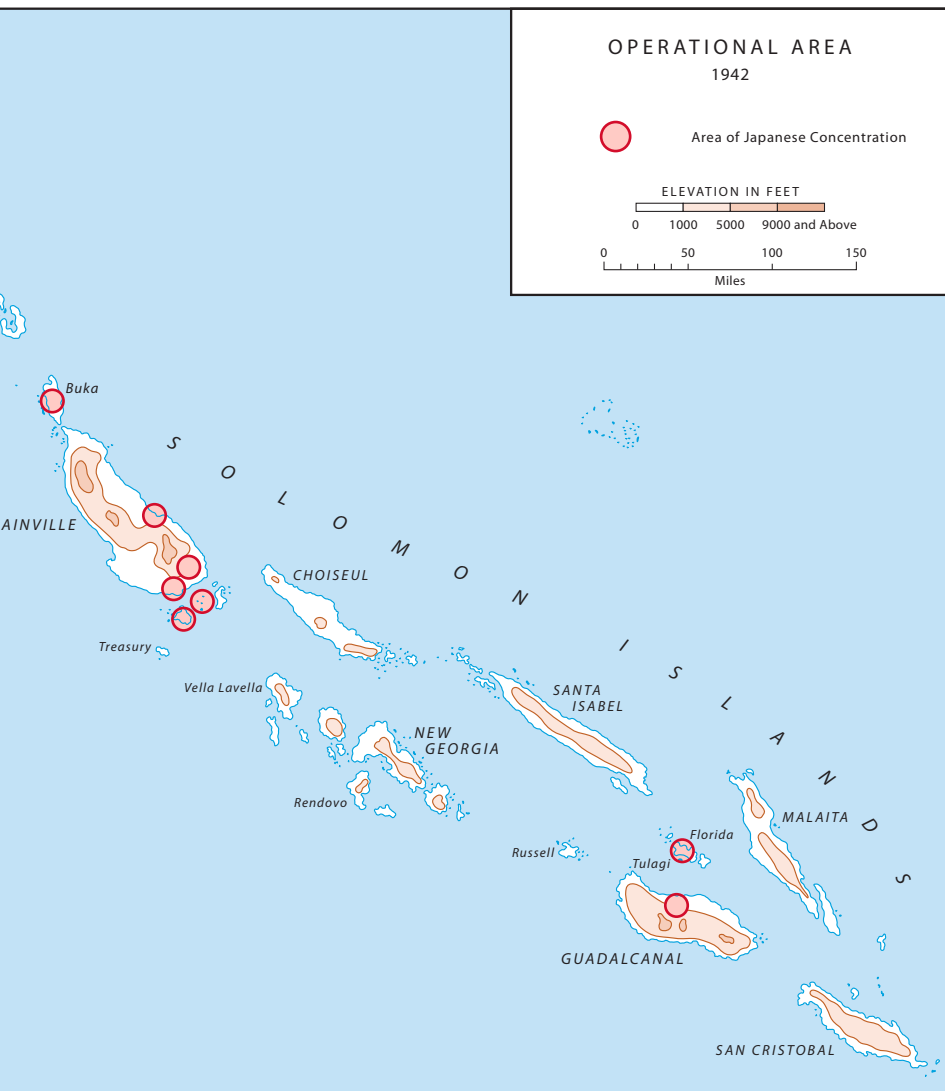 OPERATIONAL AREA
1942
Area of Japanese Concentration
ELEVATION IN FEET
0 1000 5000 9000 and Above
0 50 100 150
Miles
Buka
SOLOMON ISLANDS
AINVILLE
CHOISEUL
Treasury
Vella Lavella
SANTA
ISABEL
NEW
GEORGIA
Rendovo
MALAITA
Florida
Russell
Tulagi
GUADALCANAL
SAN CRISTOBAL